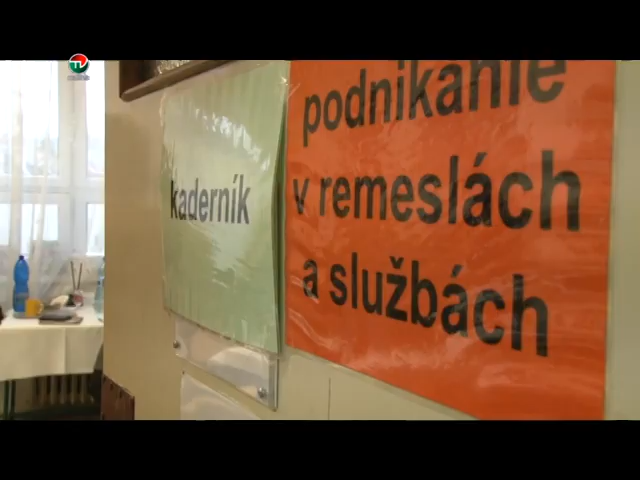 kaderník
podnikanie
v remeslách
a službách